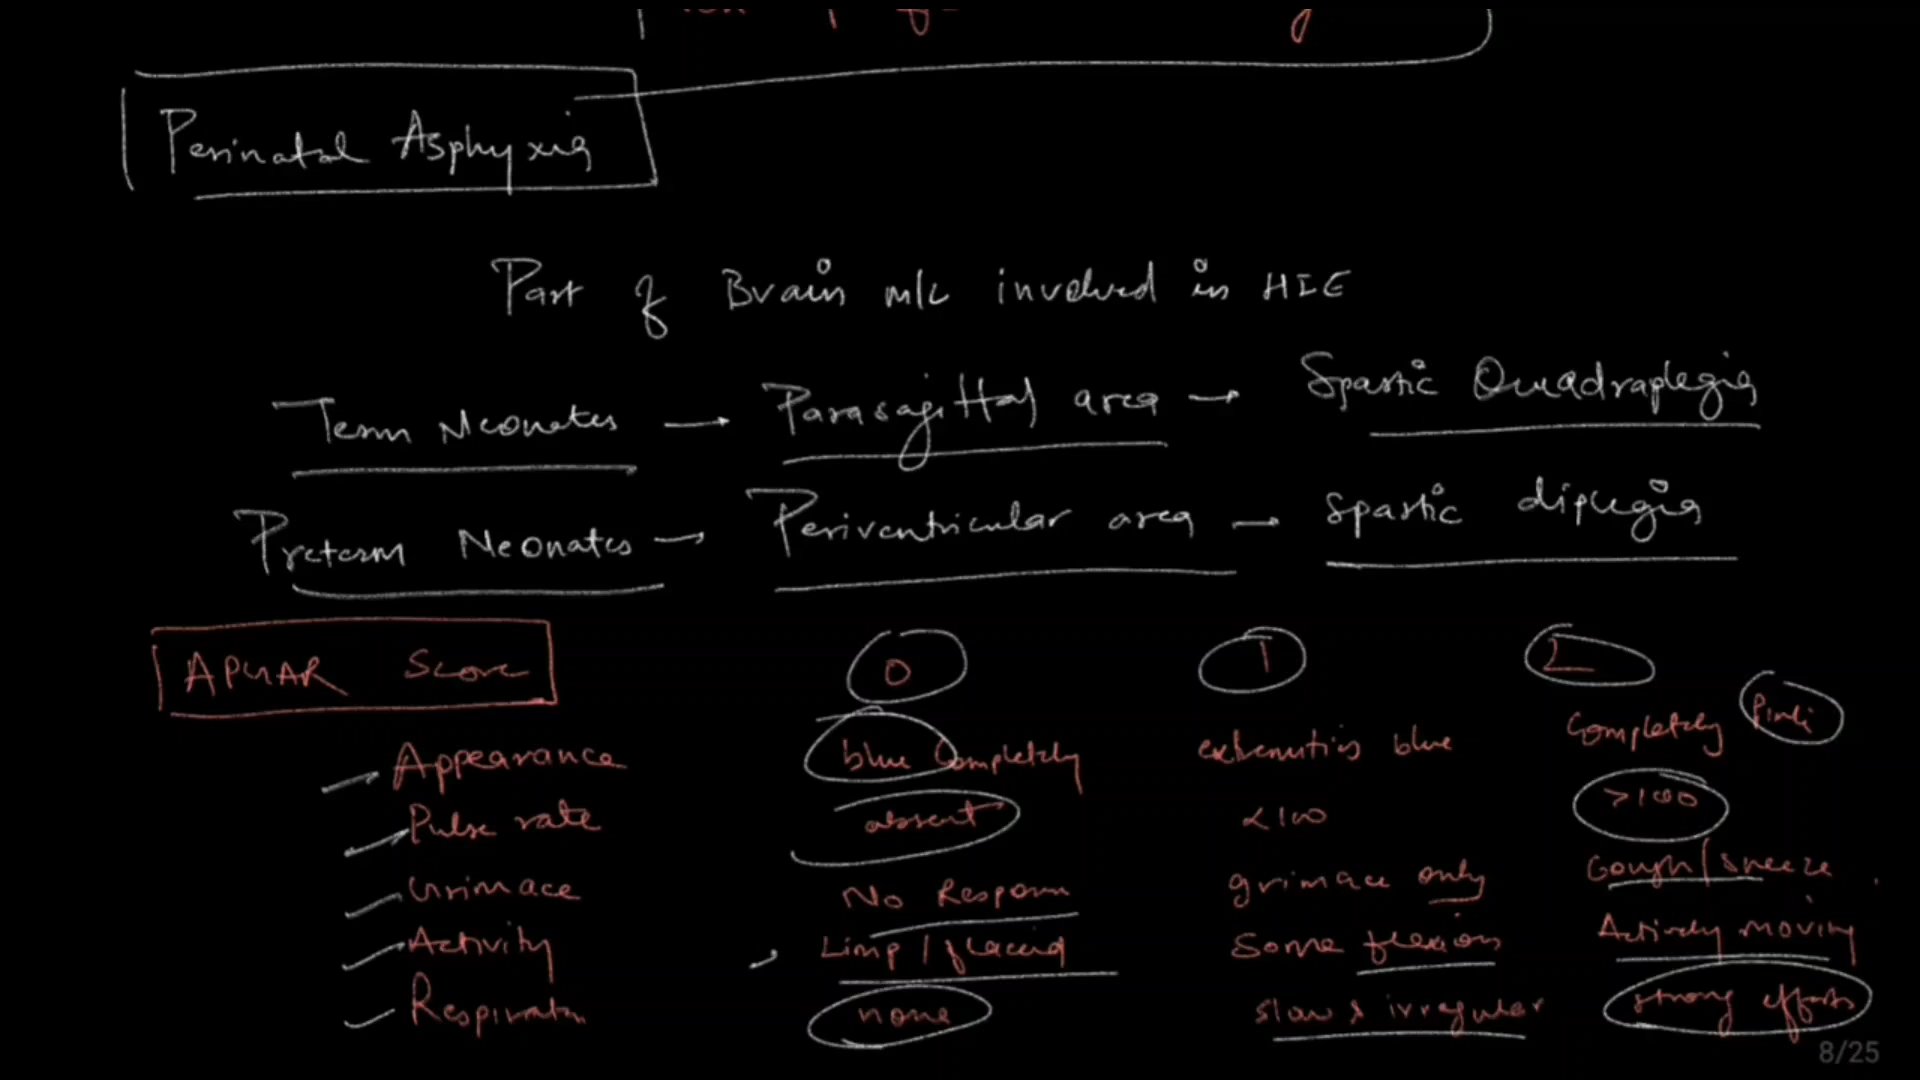 Perinatal Asphyxia
Part of Brain m/c involved in HIE
Term Neonates → Parasagittal area → Spastic Quadraplegia
Preterm Neonates → Periventricular area → Spastic diplegia
APGAR Score 0 1 2
Appearance blue Completely extremities blue Completely Pink
Pulse rate absent <100 >100
Grimace No Response grimace only Cough/sneeze
Activity Limp/flaccid Some flexion Actively moving
none slow & irregular strong efforts
8/25